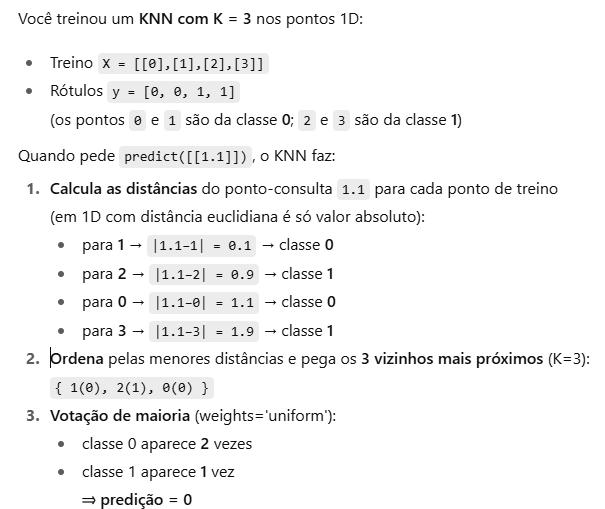 Você treinou um KNN com K = 3 nos pontos 1D:
• Treino X = [[0],[1],[2],[3]]
• Rótulos y = [0, 0, 1, 1]
(os pontos 0 e 1 são da classe 0; 2 e 3 são da classe 1)
Quando pede predict([[1.1]]), o KNN faz:
1. Calcula as distâncias do ponto-consulta 1.1 para cada ponto de treino
(em 1D com distância euclidiana é só valor absoluto):
• para 1 → |1.1−1| = 0.1 → classe 0
• para 2 → |1.1−2| = 0.9 → classe 1
• para 0 → |1.1−0| = 1.1 → classe 0
• para 3 → |1.1−3| = 1.9 → classe 1
2. Ordena pelas menores distâncias e pega os 3 vizinhos mais próximos (K=3):
{ 1(0), 2(1), 0(0) }
3. Votação de maioria (weights='uniform'):
• classe 0 aparece 2 vezes
• classe 1 aparece 1 vez
⇒ predição = 0